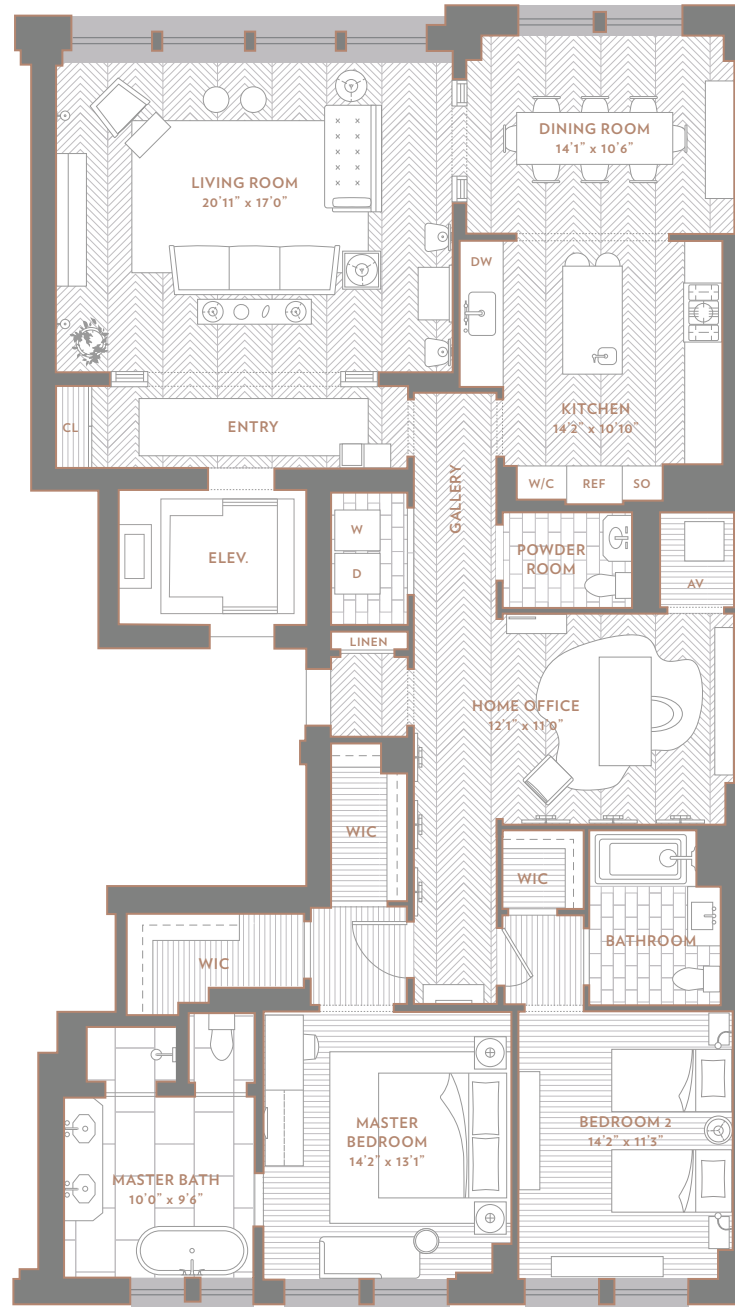 DINING ROOM
14'1" x 10'6"
LIVING ROOM
20'11" x 17'0"
DW
KITCHEN
14'2" x 10'10"
CL
ENTRY
GALLERY
W/C
REF
SO
W
D
ELEV.
POWDER
ROOM
AV
LINEN
HOME OFFICE
12'1" x 11'0"
WIC
WIC
BATHROOM
WIC
MASTER
BEDROOM
14'2" x 13'1"
BEDROOM 2
14'2" x 11'3"
MASTER BATH
10'0" x 9'6"